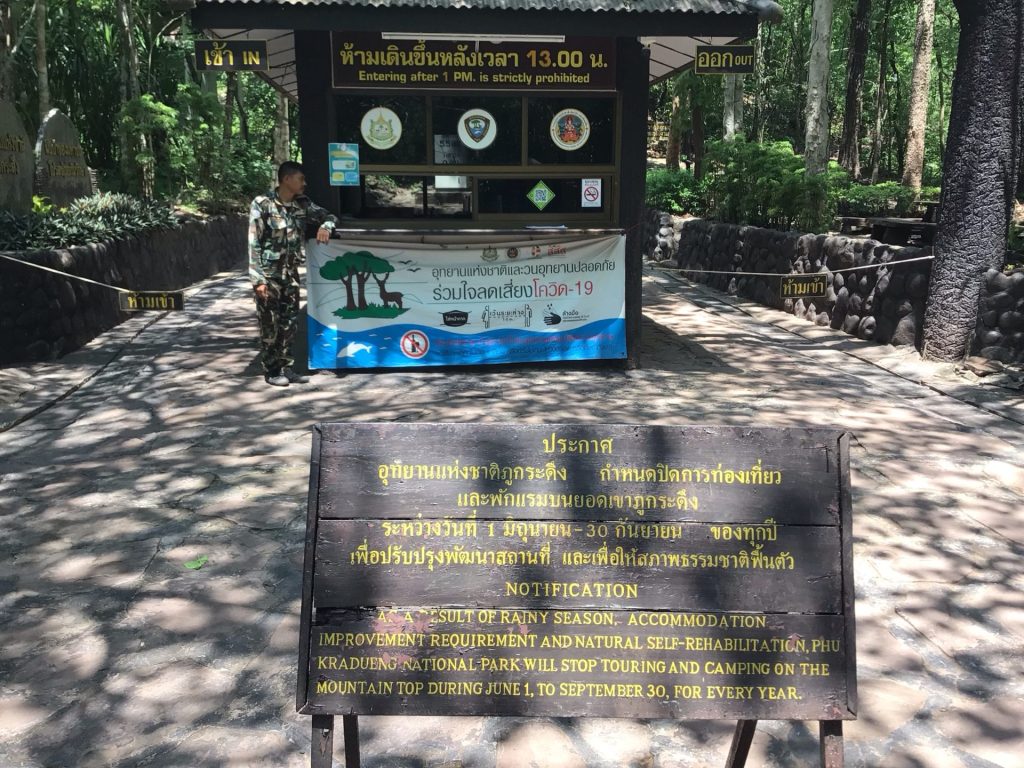 เข้า IN
ห้ามเดินขึ้นหลังเวลา 13.00 น.
Entering after 1 PM. is strictly prohibited
ออก OUT
ห้ามเข้า
ห้ามเข้า
สสส
อุทยานแห่งชาติและวนอุทยานปลอดภัย
ร่วมใจลดเสี่ยงโควิด-19
ล้างมือ
ประกาศ
อุทยานแห่งชาติภูกระดึง กำหนดปิดการท่องเที่ยว
และพักแรมบนยอดเขาภูกระดึง
ระหว่างวันที่ 1 มิถุนายน-30 กันยายน ของทุกปี
เพื่อปรับปรุงพัฒนาสถานที่ และเพื่อให้สภาพธรรมชาติฟื้นตัว
NOTIFICATION
AS A RESULT OF RAINY SEASON, ACCOMMODATION
IMPROVEMENT REQUIREMENT AND NATURAL SELF-REHABILITATION, PHU
KRADUENG NATIONAL PARK WILL STOP TOURING AND CAMPING ON THE
MOUNTAIN TOP DURING JUNE 1, TO SEPTEMBER 30, FOR EVERY YEAR.